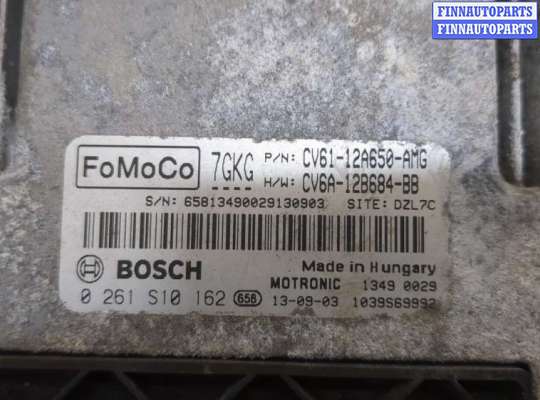 FINNAUTOPARTS
FINNAUTOPARTS
FoMoCo 7GKG P/N: CV61-12A650-AMG
H/W: CV6A-12B684-BB
S/N: 65813490029130903 SITE: DZL7C
BOSCH Made in Hungary
MOTRONIC 1349 0029
0 261 S10 162 656 13-09-03 1039S69992